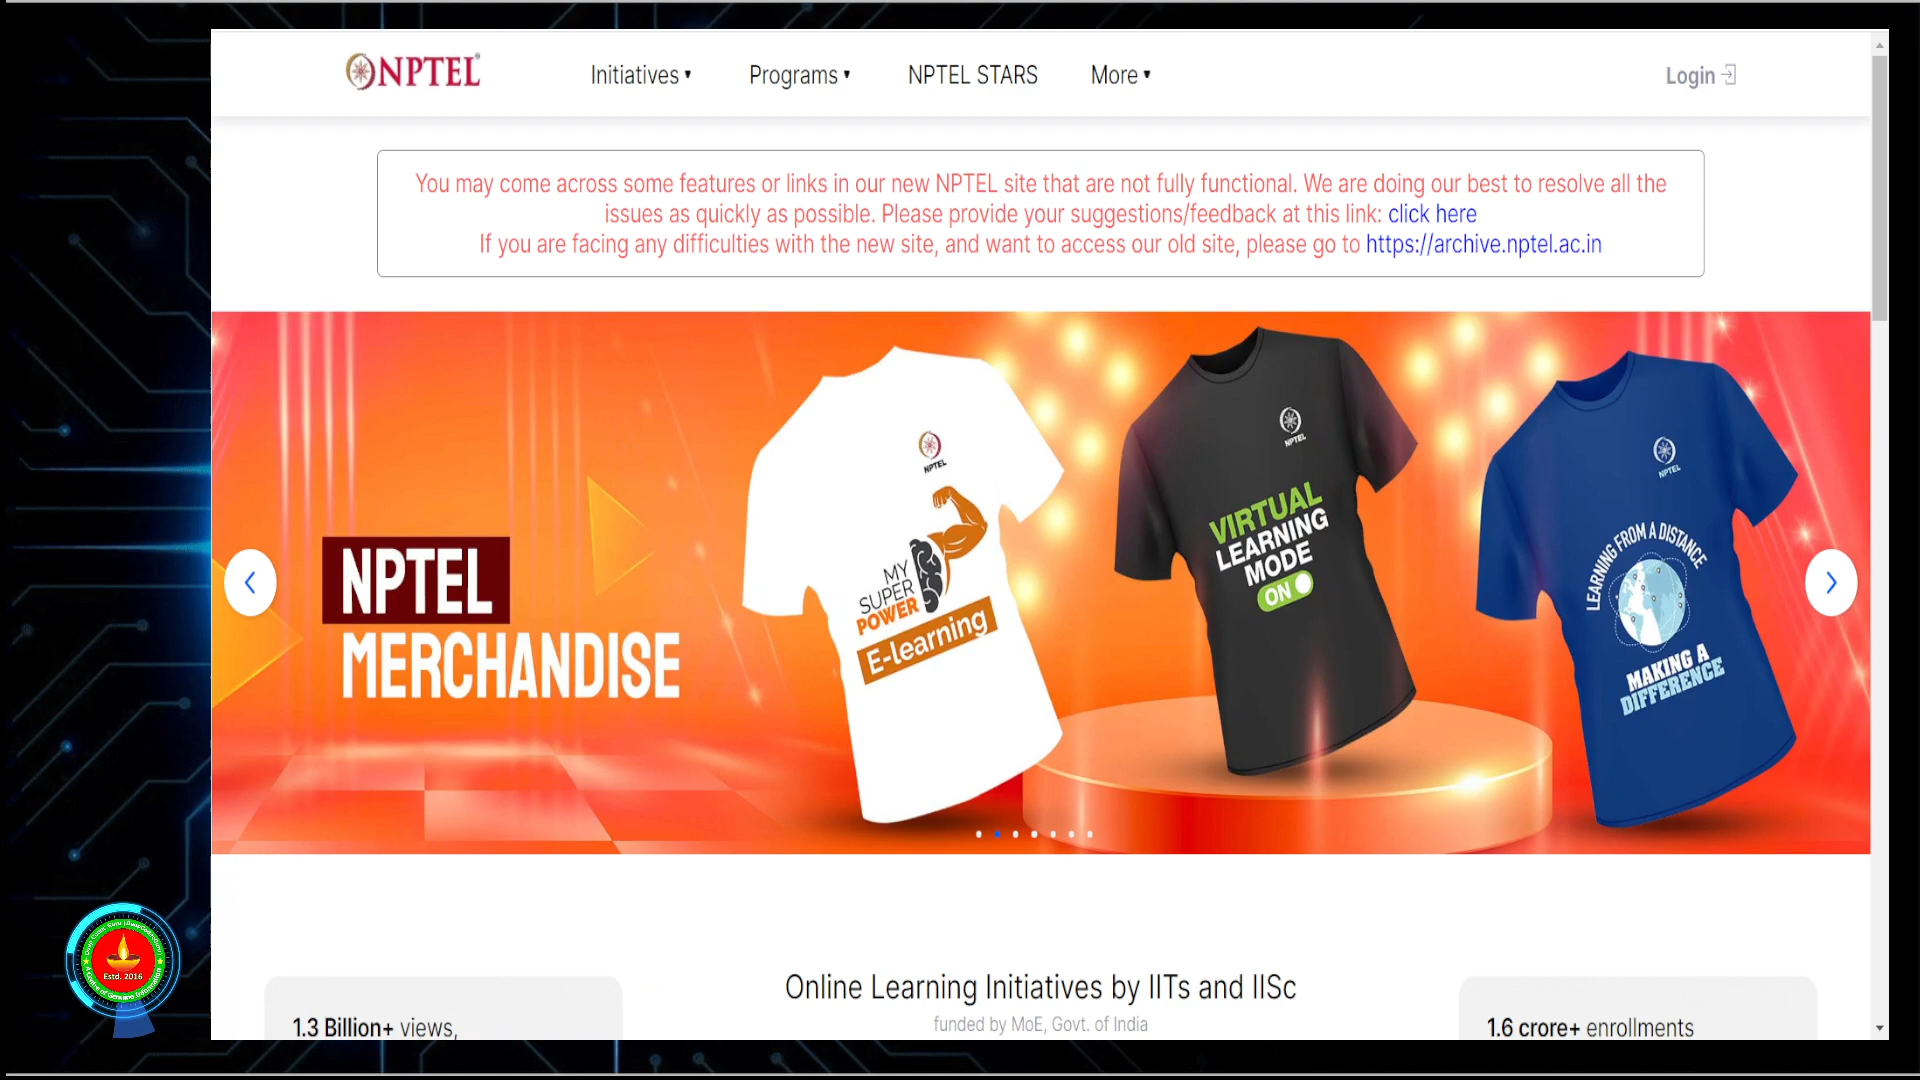 NPTEL
Initiatives ▾ Programs ▾ NPTEL STARS More ▾ Login
You may come across some features or links in our new NPTEL site that are not fully functional. We are doing our best to resolve all the
issues as quickly as possible. Please provide your suggestions/feedback at this link: click here
If you are facing any difficulties with the new site, and want to access our old site, please go to https://archive.nptel.ac.in
NPTEL
MERCHANDISE
NPTEL
MY
SUPER
POWER
E-learning
NPTEL
VIRTUAL
LEARNING
MODE
ON
NPTEL
LEARNING FROM A DISTANCE
MAKING A
DIFFERENCE
Online Learning Initiatives by IITs and IISc
funded by MoE, Govt. of India
1.3 Billion+ views,
1.6 crore+ enrollments
Estd. 2016
A Centre of Genuine Information